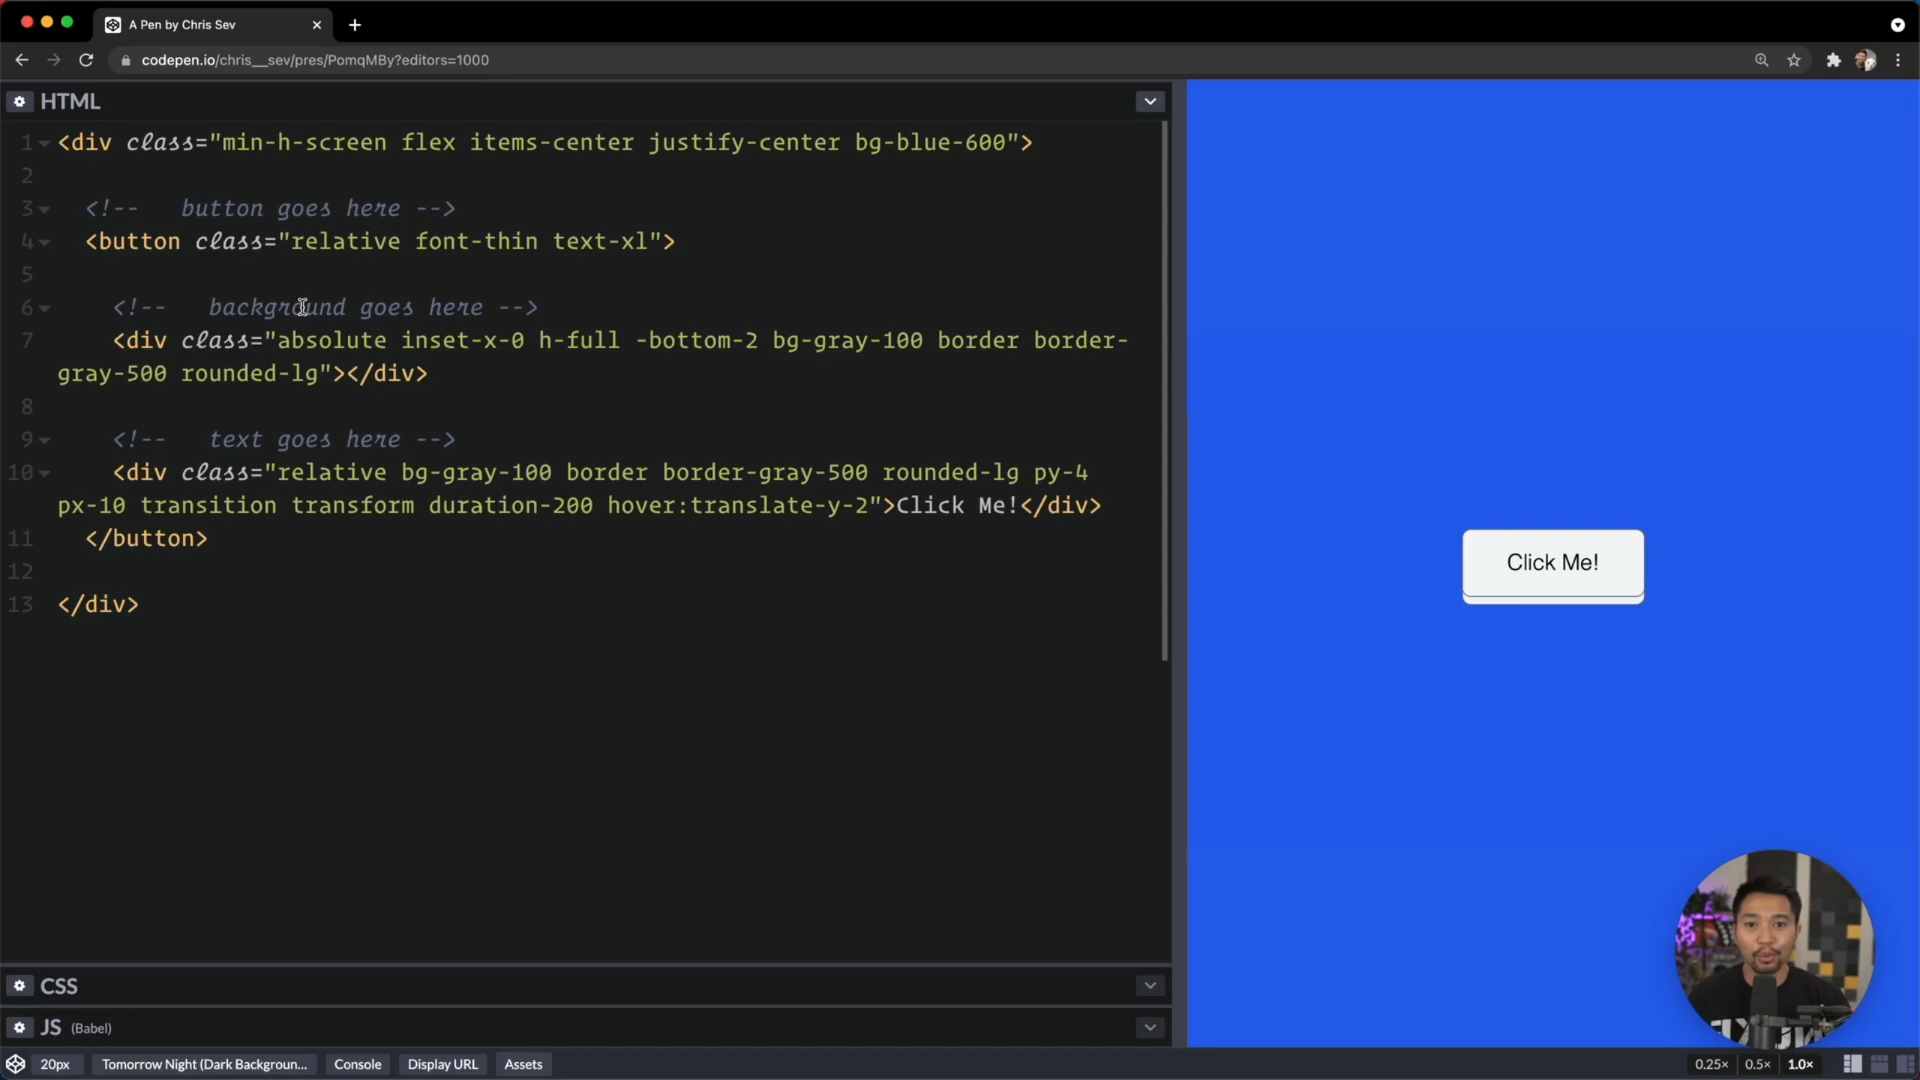 A Pen by Chris Sev
codepen.io/chris__sev/pres/PomqMBy?editors=1000
HTML
1 <div class="min-h-screen flex items-center justify-center bg-blue-600">
2
3 <!--   button goes here -->
4 <button class="relative font-thin text-xl">
5
6 <!--   background goes here -->
7 <div class="absolute inset-x-0 h-full -bottom-2 bg-gray-100 border border-
gray-500 rounded-lg"></div>
8
9 <!--   text goes here -->
10 <div class="relative bg-gray-100 border border-gray-500 rounded-lg py-4
px-10 transition transform duration-200 hover:translate-y-2">Click Me!</div>
11 </button>
12
13 </div>
Click Me!
CSS
JS (Babel)
20px Tomorrow Night (Dark Backgroun... Console Display URL Assets 0.25× 0.5× 1.0×